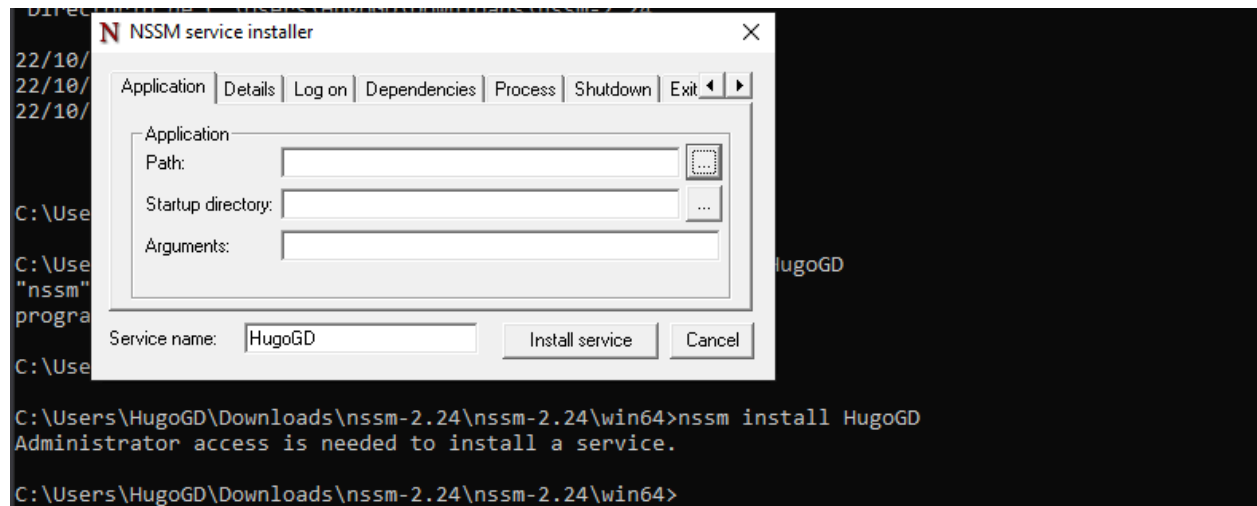 NSSM service installer
22/10/
22/10/
22/10/
Application Details Log on Dependencies Process Shutdown Exit
Application
Path:
...
Startup directory:
...
Arguments:
C:\Use
C:\Use
HugoGD
"nssm"
progra
Service name: HugoGD Install service Cancel
C:\Use
C:\Users\HugoGD\Downloads\nssm-2.24\nssm-2.24\win64>nssm install HugoGD
Administrator access is needed to install a service.
C:\Users\HugoGD\Downloads\nssm-2.24\nssm-2.24\win64>